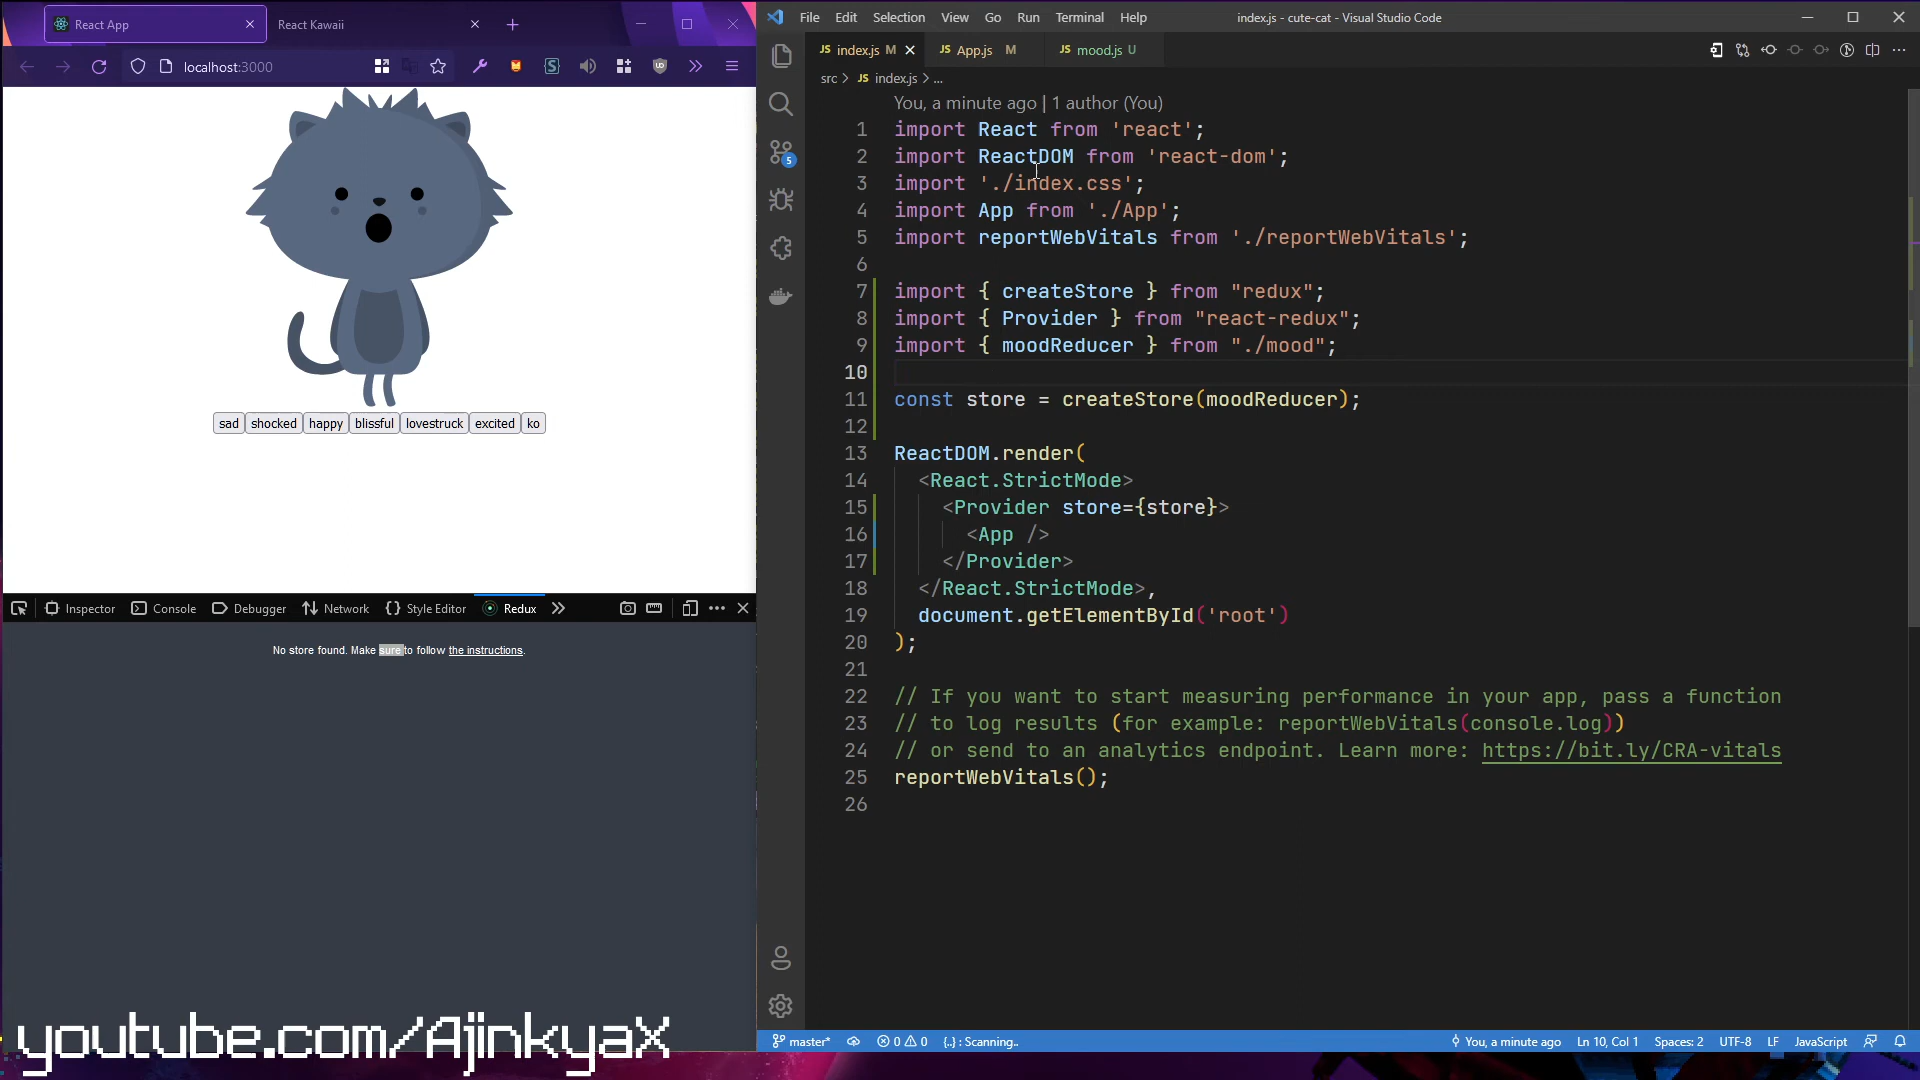 React App
React Kawaii
localhost:3000
sad shocked happy blissful lovestruck excited ko
Inspector Console Debugger Network Style Editor Redux
No store found. Make sure to follow the instructions.
youtube.com/Ajinkyax
File Edit Selection View Go Run Terminal Help
index.js - cute-cat - Visual Studio Code
JS index.js M
JS App.js M
JS mood.js U
src > JS index.js > ...
5
You, a minute ago | 1 author (You)
1 import React from 'react';
2 import ReactDOM from 'react-dom';
3 import './index.css';
4 import App from './App';
5 import reportWebVitals from './reportWebVitals';
6
7 import { createStore } from "redux";
8 import { Provider } from "react-redux";
9 import { moodReducer } from "./mood";
10
11 const store = createStore(moodReducer);
12
13 ReactDOM.render(
14 <React.StrictMode>
15 <Provider store={store}>
16 <App />
17 </Provider>
18 </React.StrictMode>,
19 document.getElementById('root')
20 );
21
22 // If you want to start measuring performance in your app, pass a function
23 // to log results (for example: reportWebVitals(console.log))
24 // or send to an analytics endpoint. Learn more: https://bit.ly/CRA-vitals
25 reportWebVitals();
26
master* 0 0 {..} : Scanning.. You, a minute ago Ln 10, Col 1 Spaces: 2 UTF-8 LF JavaScript